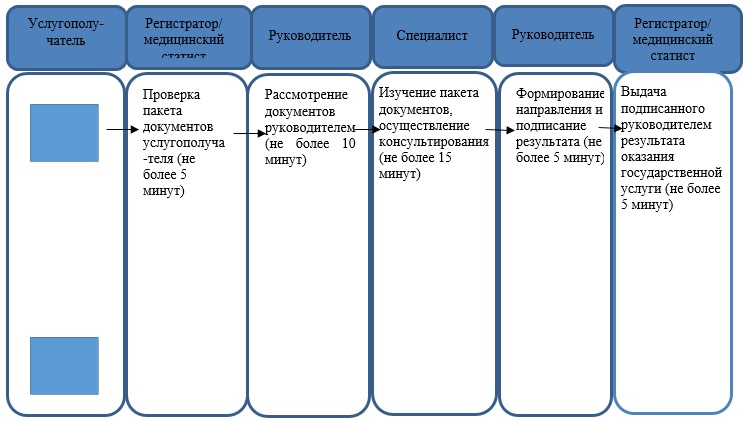 Услугополу-
чатель
Регистратор/
медицинский
статист
Руководитель
Специалист
Руководитель
Регистратор/
медицинский
статист
Проверка
пакета
документов
услугополуча
-теля (не
более 5
минут)
Рассмотрение
документов
руководителем
(не более 10
минут)
Изучение пакета
документов,
осуществление
консультирования
(не более 15
минут)
Формирование
направления и
подписание
результата (не
более 5 минут)
Выдача
подписанного
руководителем
результата
оказания
государственной
услуги (не более
5 минут)